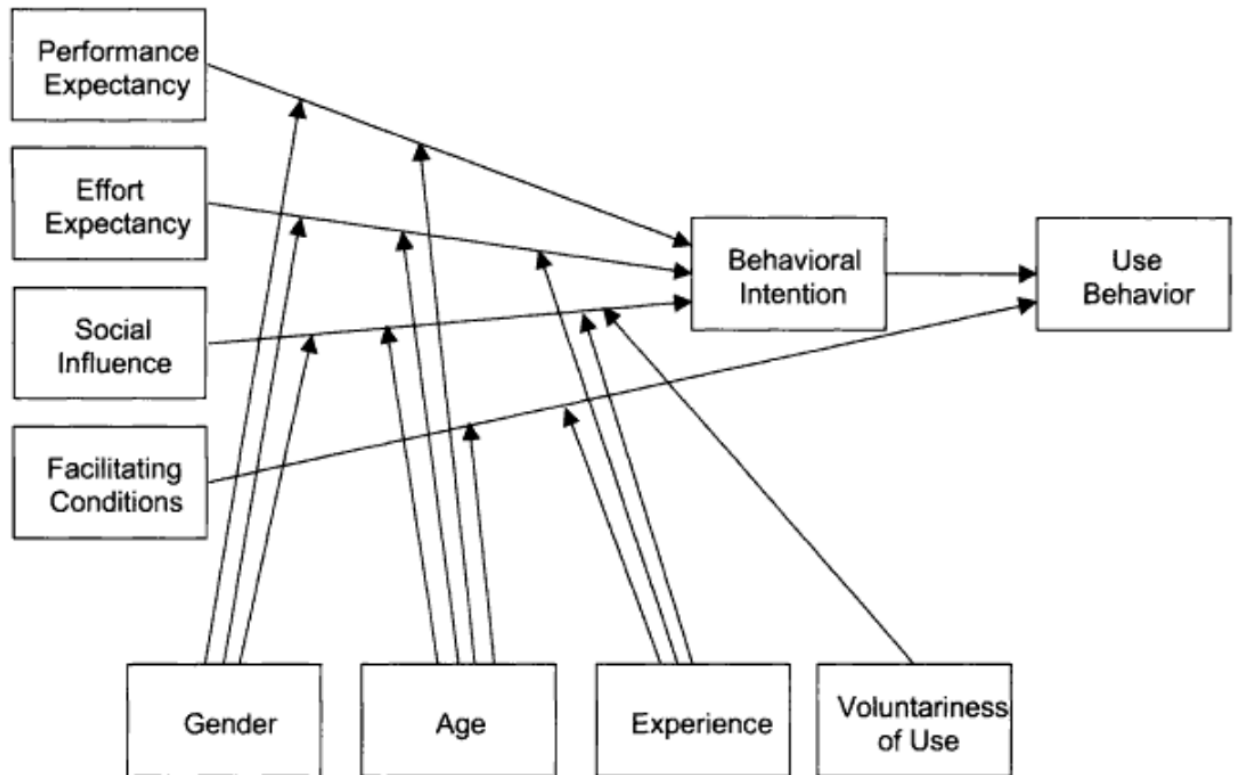 Performance
Expectancy
Effort
Expectancy
Social
Influence
Facilitating
Conditions
Behavioral
Intention
Use
Behavior
Gender
Age
Experience
Voluntariness
of Use